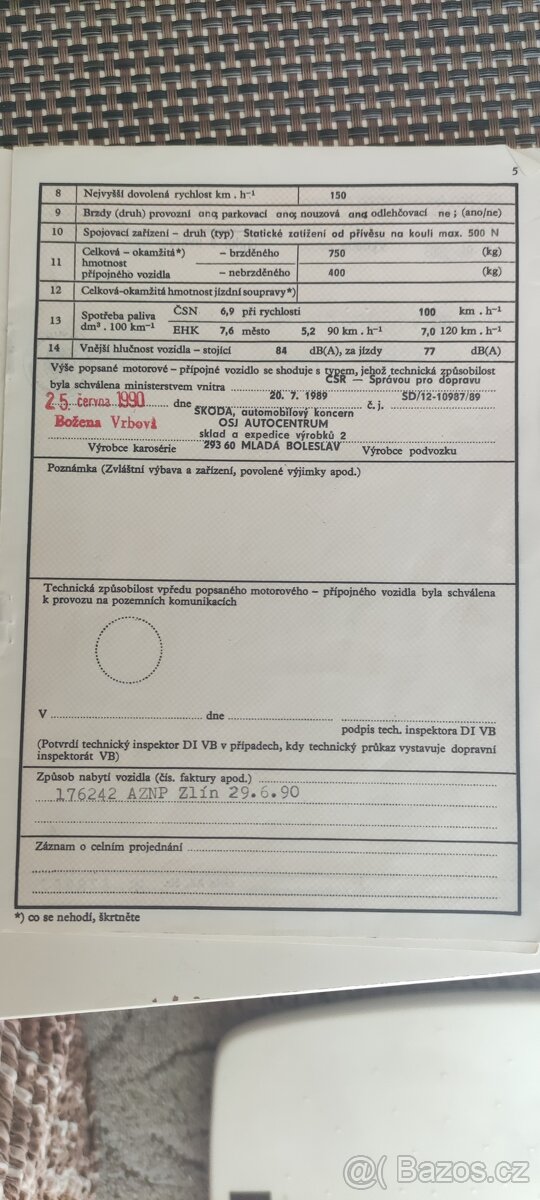 5
8 Nejvyšší dovolená rychlost km . h⁻¹ 150
9 Brzdy (druh) provozní ano; parkovací ano; nouzová ano odlehčovací ne ; (ano/ne)
10 Spojovací zařízení – druh (typ) Statické zatížení od přívěsu na kouli max. 500 N
11 Celková – okamžitá*) – brzděného 750 (kg)
hmotnost
přípojného vozidla – nebrzděného 400 (kg)
12 Celková-okamžitá hmotnost jízdní soupravy*)
13 Spotřeba paliva ČSN 6,9 při rychlosti 100 km . h⁻¹
dm³ . 100 km⁻¹ EHK 7,6 město 5,2 90 km . h⁻¹ 7,0 120 km . h⁻¹
14 Vnější hlučnost vozidla – stojící 84 dB(A), za jízdy 77 dB(A)
Výše popsané motorové – přípojné vozidlo se shoduje s typem, jehož technická způsobilost
byla schválena ministerstvem vnitra ČSR — Správou pro dopravu
25. června 1990 dne 20. 7. 1989 č. j. SD/12-10987/89
Božena Vrbová
ŠKODA, automobilový koncern
OSJ AUTOCENTRUM
sklad a expedice výrobků 2
293 60 MLADÁ BOLESLAV
Výrobce karosérie Výrobce podvozku
Poznámka (Zvláštní výbava a zařízení, povolené výjimky apod.)
Technická způsobilost vpředu popsaného motorového – přípojného vozidla byla schválena
k provozu na pozemních komunikacích
V dne
podpis tech. inspektora DI VB
(Potvrdí technický inspektor DI VB v případech, kdy technický průkaz vystavuje dopravní
inspektorát VB)
Způsob nabytí vozidla (čís. faktury apod.)
176242 AZNP Zlín 29.6.90
Záznam o celním projednání
*) co se nehodí, škrtněte
Bazos.cz